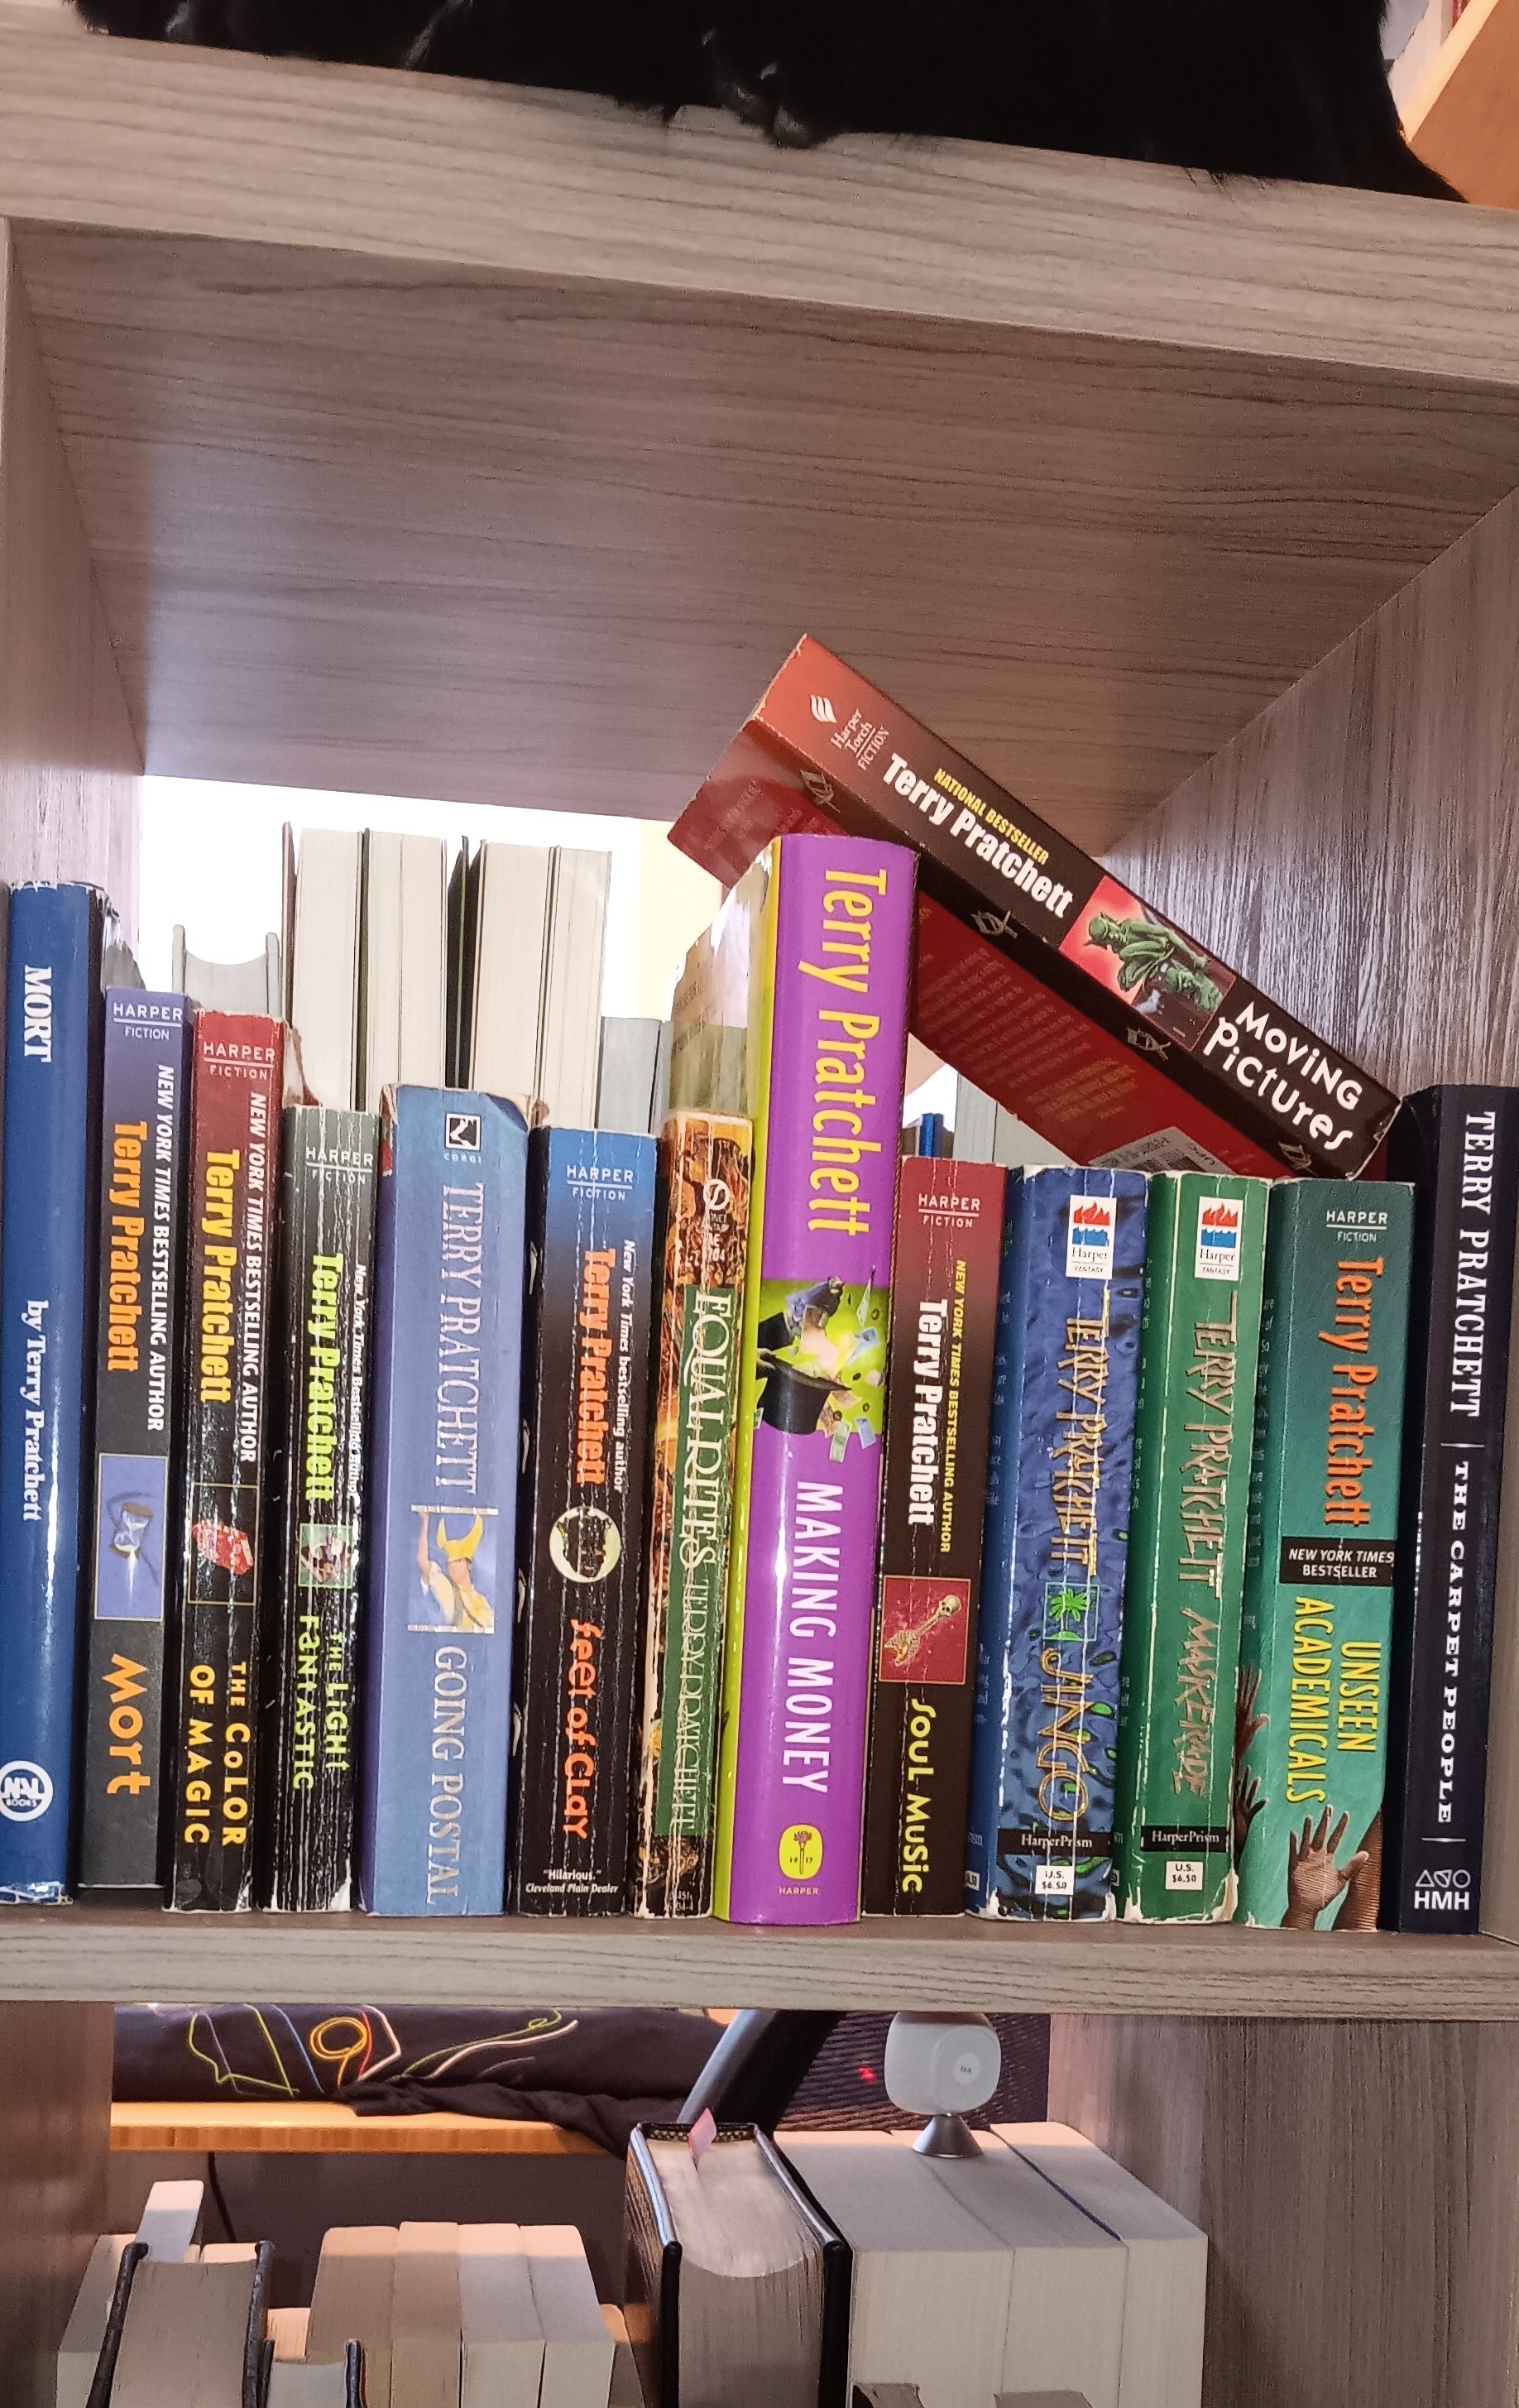 MORT
by Terry Pratchett
NAL
BOOKS
HARPER
FICTION
NEW YORK TIMES BESTSELLING AUTHOR
Terry Pratchett
Mort
HARPER
FICTION
NEW YORK TIMES BESTSELLING AUTHOR
Terry Pratchett
THE COLOR
OF MAGIC
HARPER
FICTION
New York Times Bestselling Author
Terry Pratchett
THE LIGHT
FANTASTIC
CORGI
TERRY PRATCHETT
GOING POSTAL
HARPER
FICTION
New York Times bestselling author
Terry Pratchett
feet of Clay
"Hilarious."
Cleveland Plain Dealer
EQUAL RITES TERRY PRATCHETT
Terry Pratchett
MAKING MONEY
1817
HARPER
Harper
Torch
FICTION
NATIONAL BESTSELLER
Terry Pratchett
MOVING
PICTURES
HARPER
FICTION
NEW YORK TIMES BESTSELLING AUTHOR
Terry Pratchett
SOUL MUSIC
Harper
FANTASY
TERRY PRATCHETT
JINGO
HarperPrism
U.S.
$6.50
Harper
FANTASY
TERRY PRATCHETT MASKERADE
HarperPrism
U.S.
$6.50
HARPER
FICTION
Terry Pratchett
NEW YORK TIMES
BESTSELLER
UNSEEN
ACADEMICALS
TERRY PRATCHETT | THE CARPET PEOPLE |
HMH